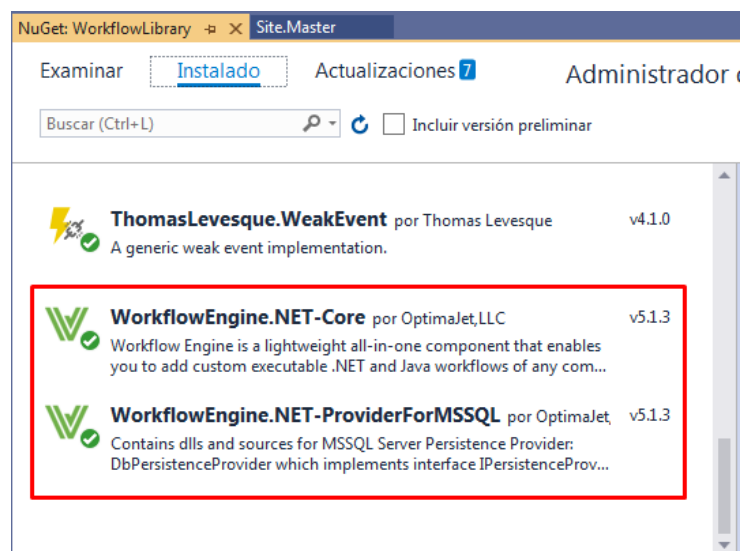 NuGet: WorkflowLibrary Site.Master
Examinar Instalado Actualizaciones 7 Administrador
Buscar (Ctrl+L) Incluir versión preliminar
ThomasLevesque.WeakEvent por Thomas Levesque v4.1.0
A generic weak event implementation.
WorkflowEngine.NET-Core por OptimaJet,LLC v5.1.3
Workflow Engine is a lightweight all-in-one component that enables
you to add custom executable .NET and Java workflows of any com...
WorkflowEngine.NET-ProviderForMSSQL por OptimaJet, v5.1.3
Contains dlls and sources for MSSQL Server Persistence Provider:
DbPersistenceProvider which implements interface IPersistenceProv...